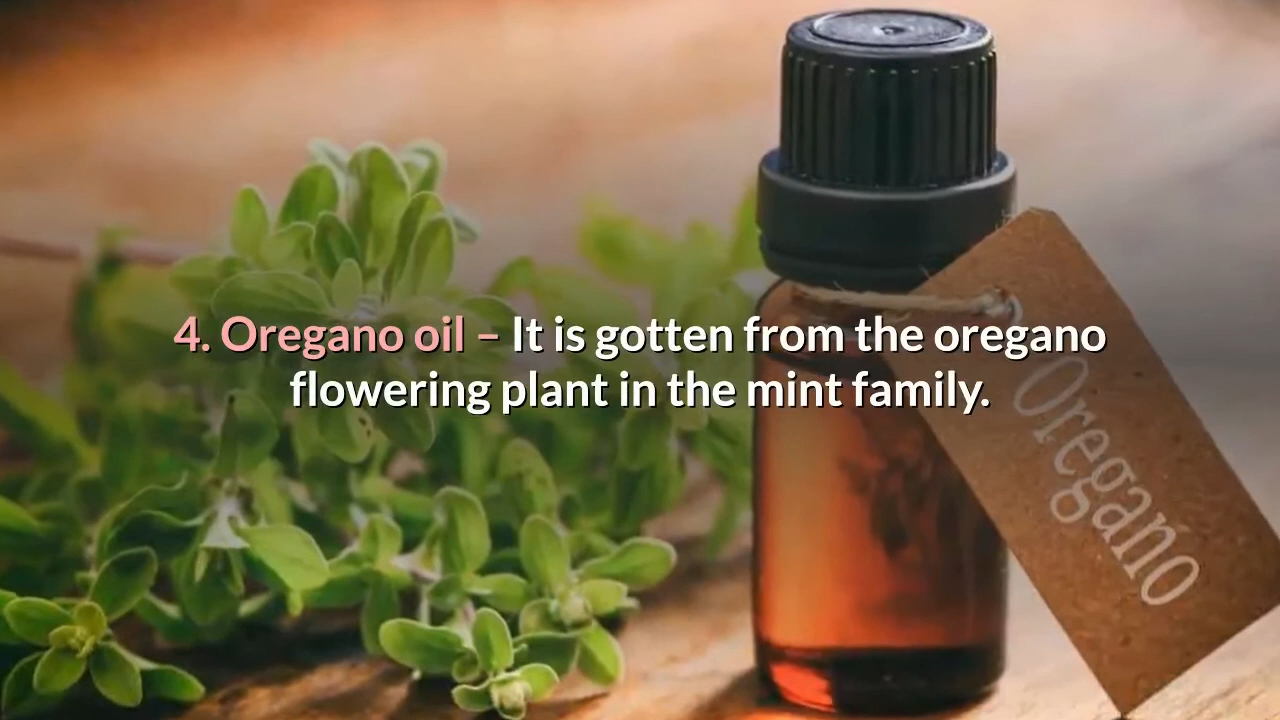 4. Oregano oil – It is gotten from the oregano
flowering plant in the mint family.
Oregano